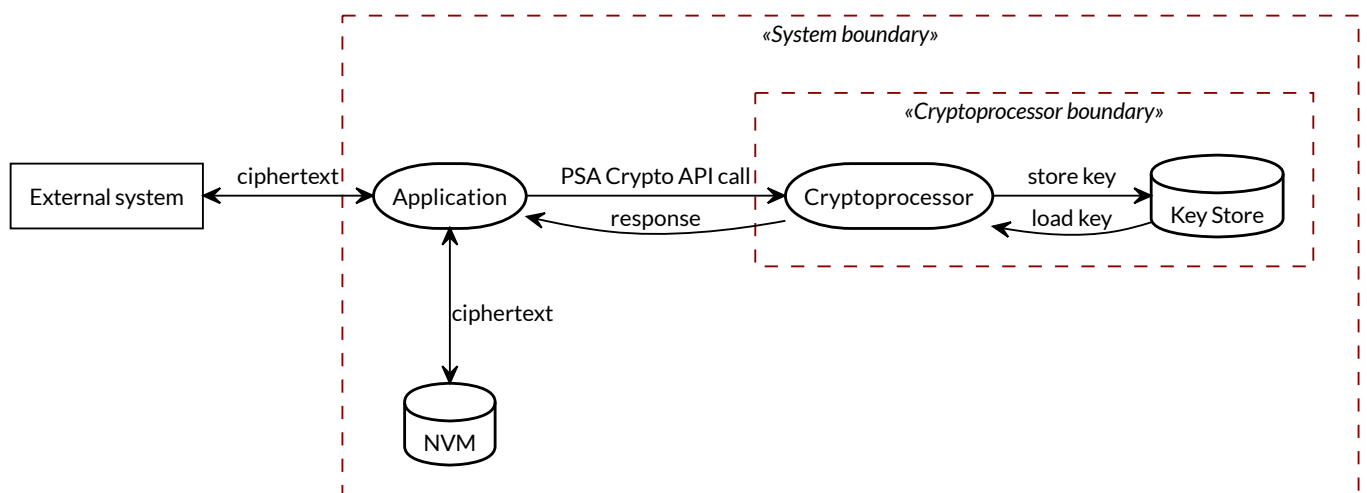 «System boundary»
«Cryptoprocessor boundary»
External system
ciphertext
Application
PSA Crypto API call
response
Cryptoprocessor
store key
load key
Key Store
ciphertext
NVM